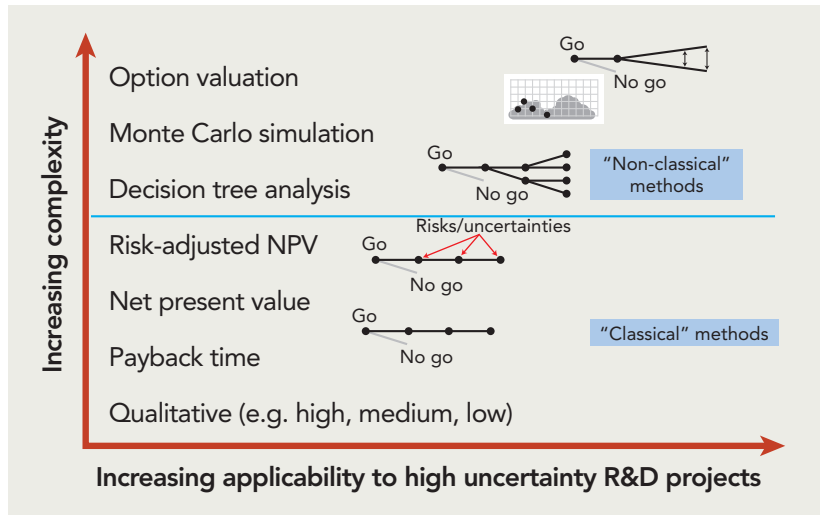 Go
No go
Option valuation
Monte Carlo simulation
Go
No go
Decision tree analysis
"Non-classical"
methods
Risks/uncertainties
Go
No go
Risk-adjusted NPV
Net present value
Go
No go
"Classical" methods
Payback time
Qualitative (e.g. high, medium, low)
Increasing complexity
Increasing applicability to high uncertainty R&D projects